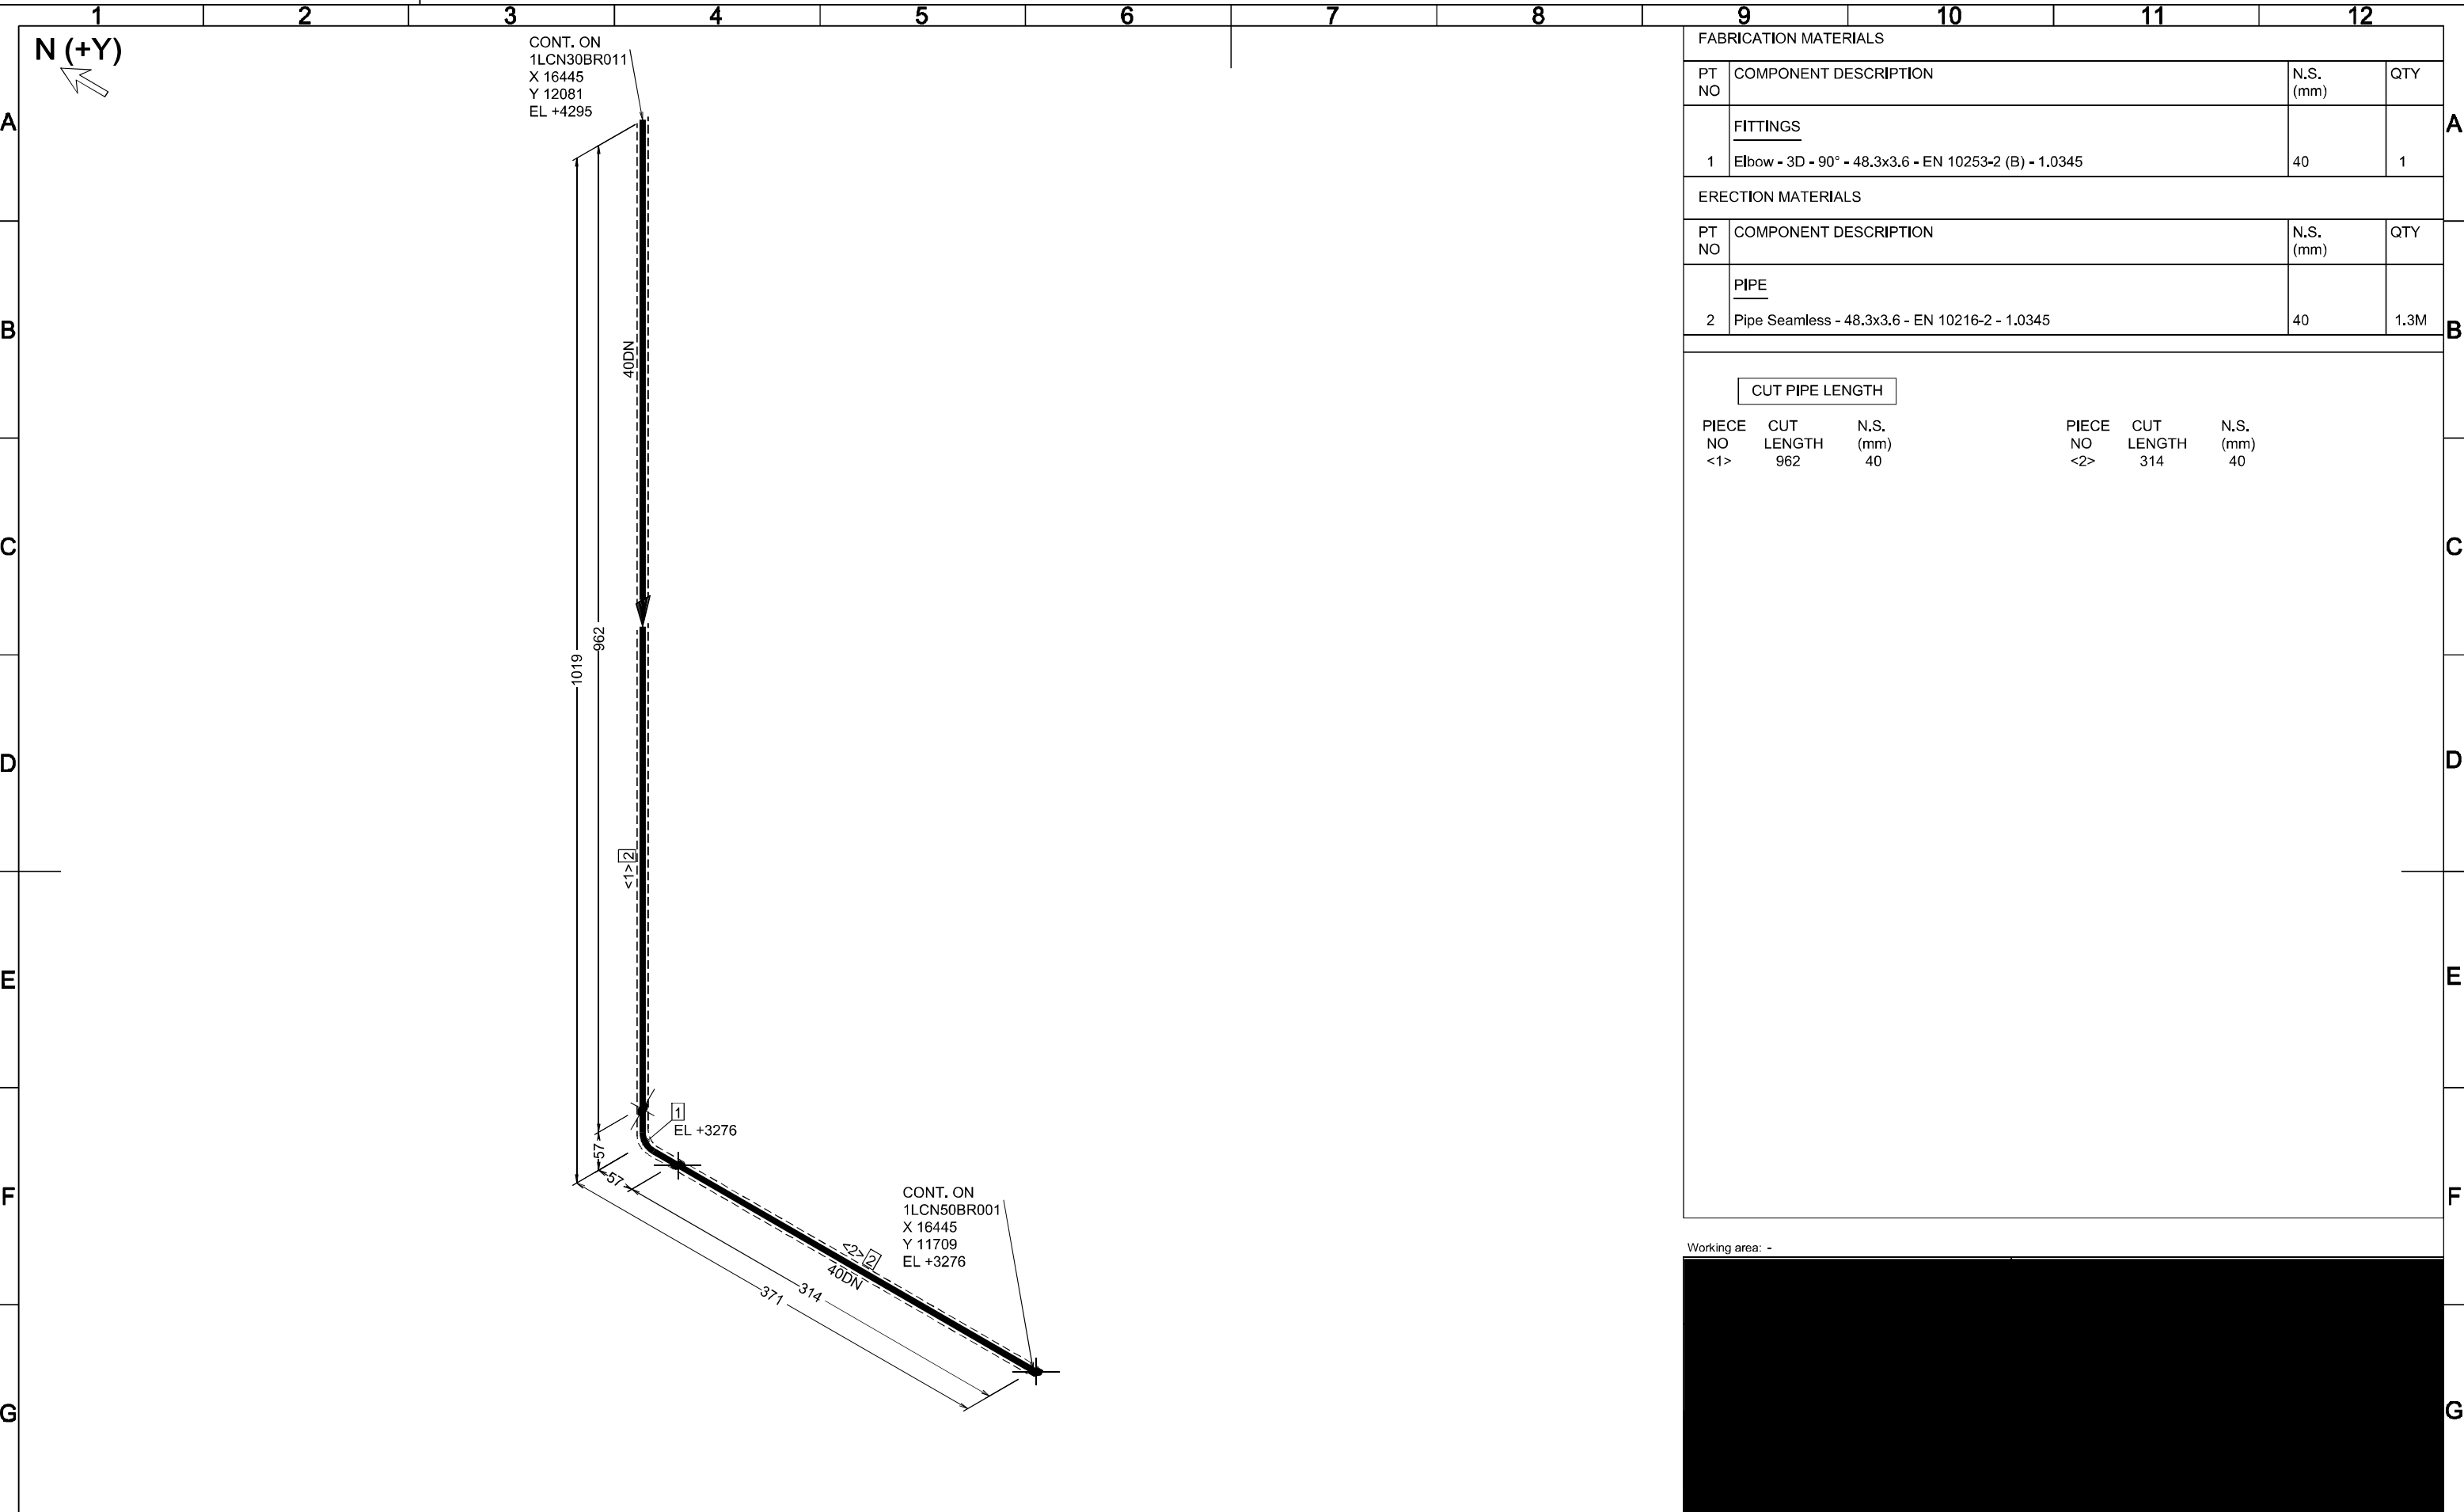 1 2 3 4 5 6 7 8 9 10 11 12
N (+Y)
CONT. ON
1LCN30BR011
X 16445
Y 12081
EL +4295
A
B
C
D
E
F
G
40DN
962
1019
<1> 2
1
EL +3276
57
57
CONT. ON
1LCN50BR001
X 16445
Y 11709
EL +3276
<2> 2
40DN
314
371
FABRICATION MATERIALS
PT NO COMPONENT DESCRIPTION N.S. (mm) QTY
FITTINGS
1 Elbow - 3D - 90° - 48.3x3.6 - EN 10253-2 (B) - 1.0345 40 1
ERECTION MATERIALS
PT NO COMPONENT DESCRIPTION N.S. (mm) QTY
PIPE
2 Pipe Seamless - 48.3x3.6 - EN 10216-2 - 1.0345 40 1.3M
CUT PIPE LENGTH
PIECE CUT N.S. PIECE CUT N.S.
NO LENGTH (mm) NO LENGTH (mm)
<1> 962 40 <2> 314 40
Working area: -
A
B
C
D
E
F
G